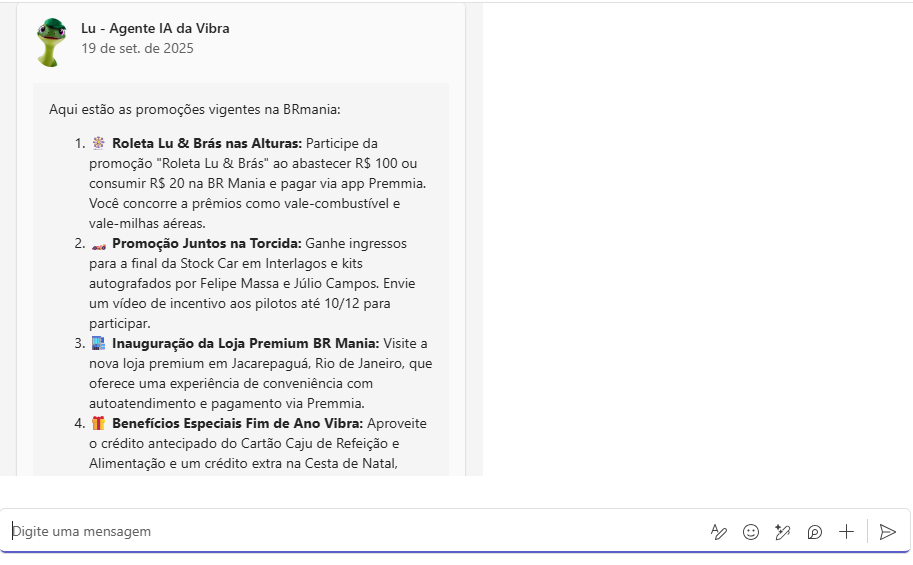 Lu - Agente IA da Vibra
19 de set. de 2025
Aqui estão as promoções vigentes na BRmania:
1. Roleta Lu & Brás nas Alturas: Participe da
promoção "Roleta Lu & Brás" ao abastecer R$ 100 ou
consumir R$ 20 na BR Mania e pagar via app Premmia.
Você concorre a prêmios como vale-combustível e
vale-milhas aéreas.
2. Promoção Juntos na Torcida: Ganhe ingressos
para a final da Stock Car em Interlagos e kits
autografados por Felipe Massa e Júlio Campos. Envie
um vídeo de incentivo aos pilotos até 10/12 para
participar.
3. Inauguração da Loja Premium BR Mania: Visite a
nova loja premium em Jacarepaguá, Rio de Janeiro, que
oferece uma experiência de conveniência com
autoatendimento e pagamento via Premmia.
4. Benefícios Especiais Fim de Ano Vibra: Aproveite
o crédito antecipado do Cartão Caju de Refeição e
Alimentação e um crédito extra na Cesta de Natal,
Digite uma mensagem